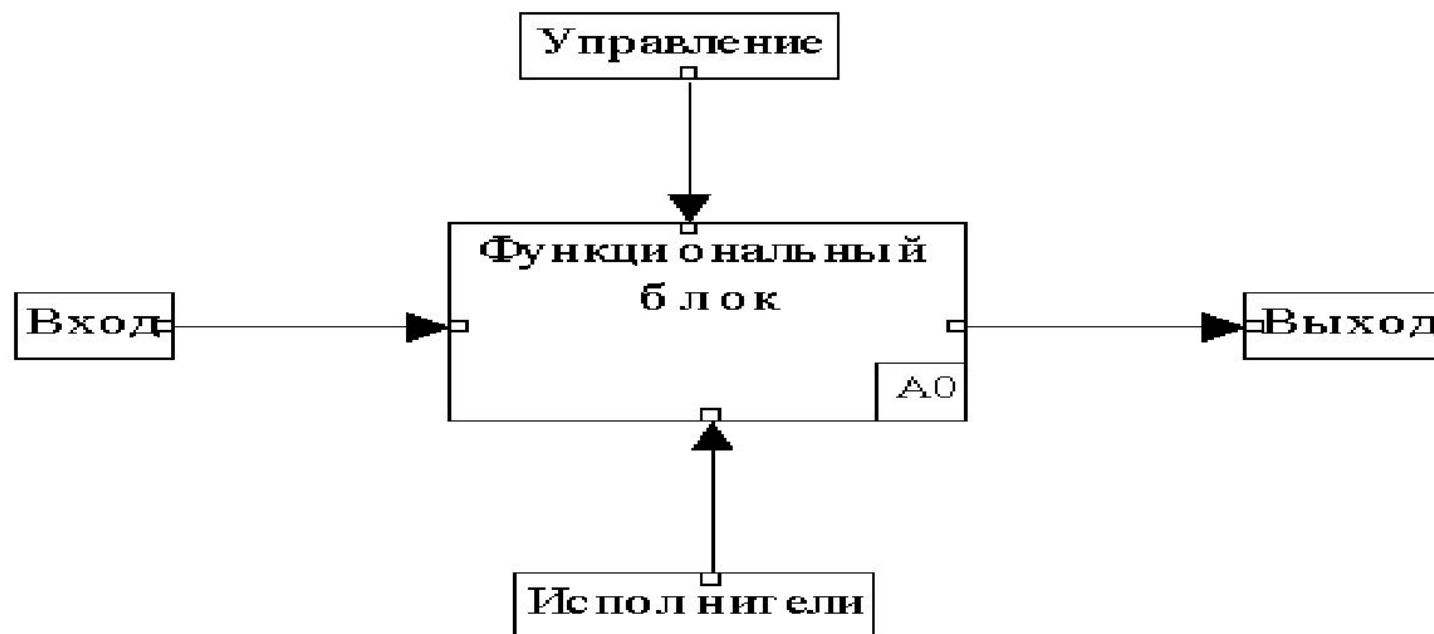 Управление
Функциональный
блок
Вход
Выход
A0
Исполнители